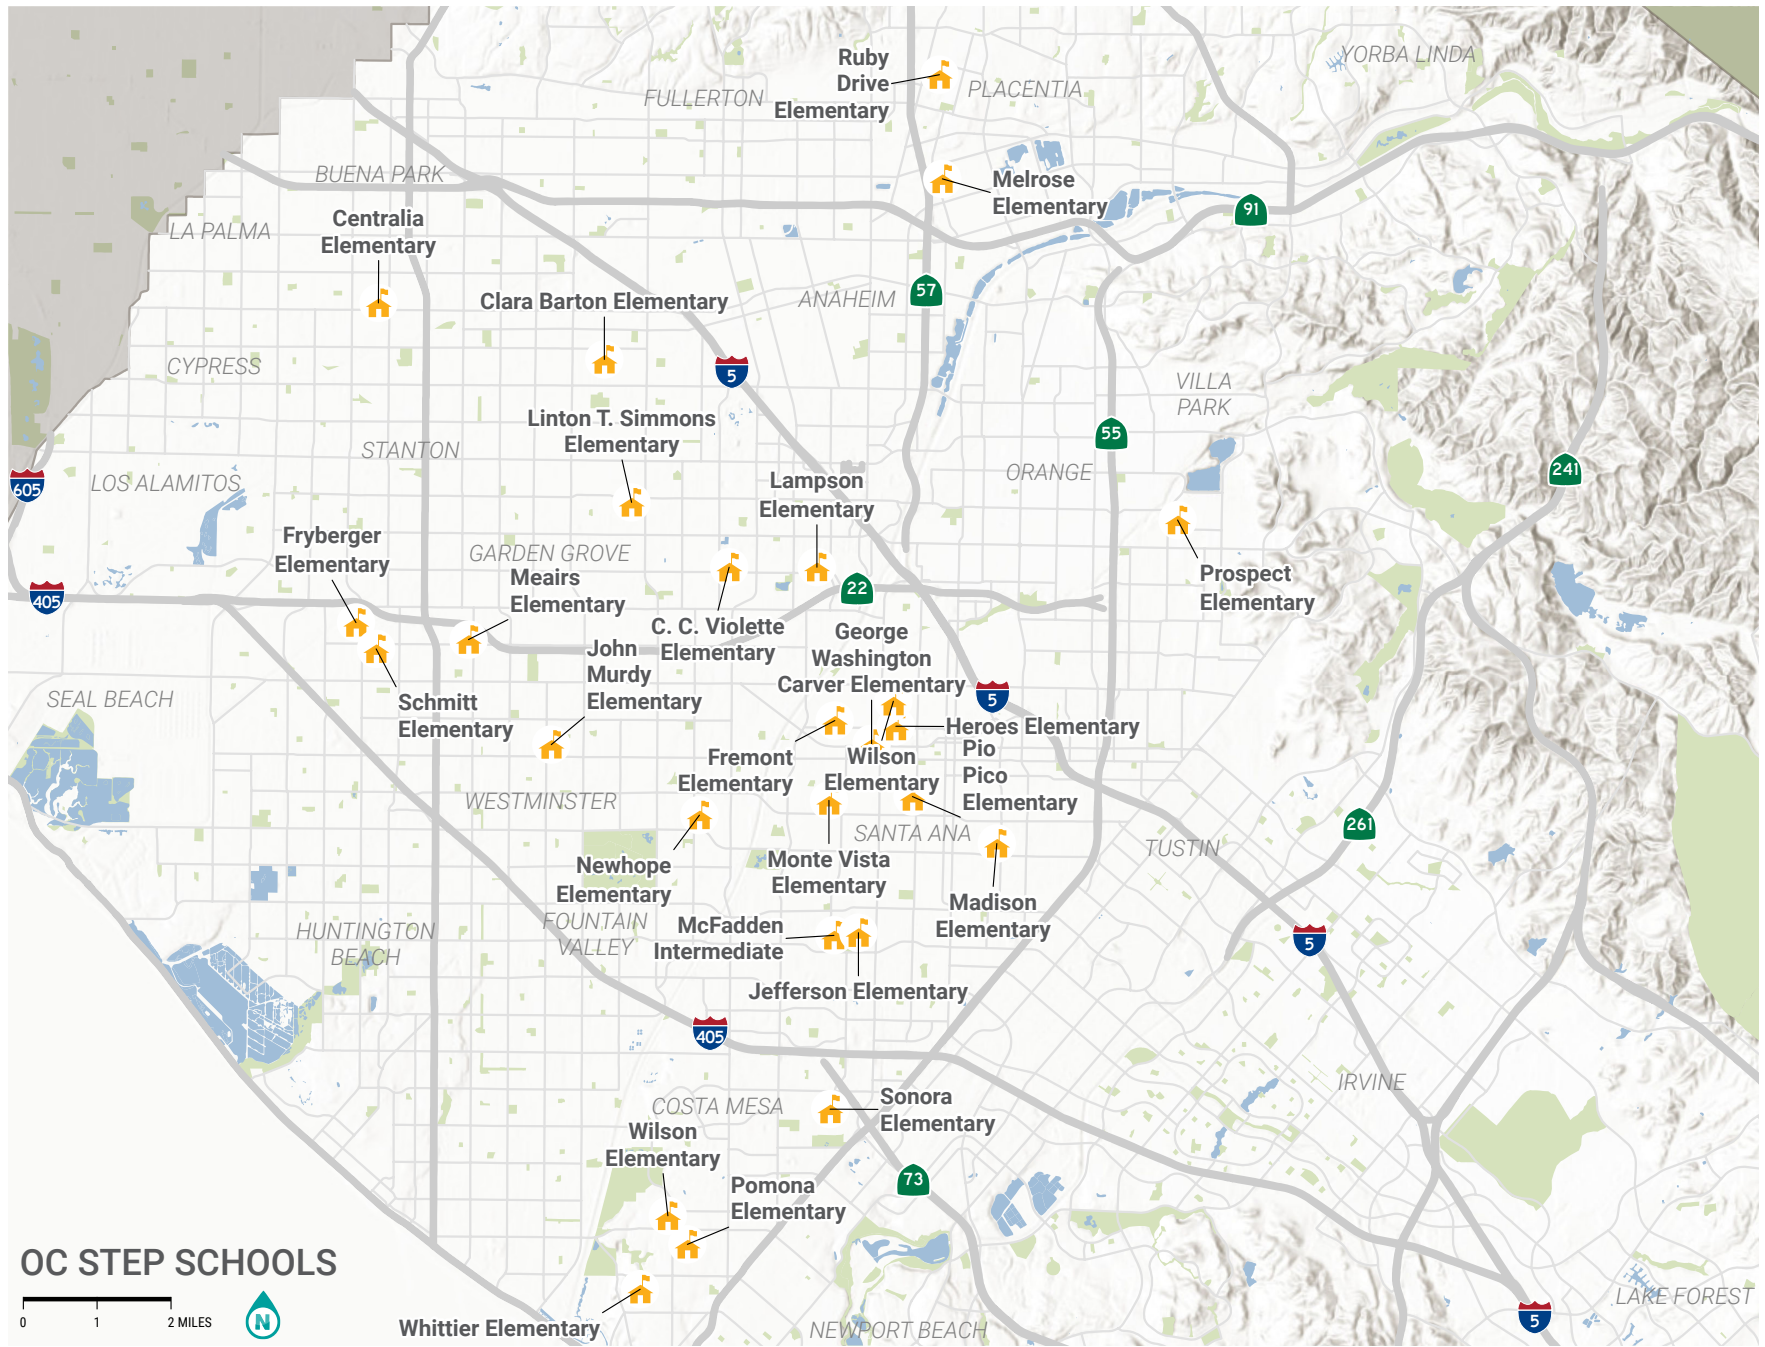 YORBA LINDA
Ruby
Drive
Elementary
PLACENTIA
FULLERTON
BUENA PARK
Melrose
Elementary
91
LA PALMA
Centralia
Elementary
57
ANAHEIM
Clara Barton Elementary
CYPRESS
5
VILLA
PARK
Linton T. Simmons
Elementary
55
STANTON
ORANGE
241
605
LOS ALAMITOS
Lampson
Elementary
Fryberger
Elementary
GARDEN GROVE
Meairs
Elementary
Prospect
Elementary
405
22
C. C. Violette
Elementary
George
Washington
Carver Elementary
John
Murdy
Elementary
5
SEAL BEACH
Schmitt
Elementary
Heroes Elementary
Fremont
Elementary
Wilson
Elementary
Pio
Pico
Elementary
WESTMINSTER
SANTA ANA
261
TUSTIN
Newhope
Elementary
Monte Vista
Elementary
Madison
Elementary
HUNTINGTON
BEACH
FOUNTAIN
VALLEY
McFadden
Intermediate
5
Jefferson Elementary
405
IRVINE
COSTA MESA
Sonora
Elementary
Wilson
Elementary
73
Pomona
Elementary
OC STEP SCHOOLS
0 1 2 MILES
N
Whittier Elementary
NEWPORT BEACH
LAKE FOREST
5